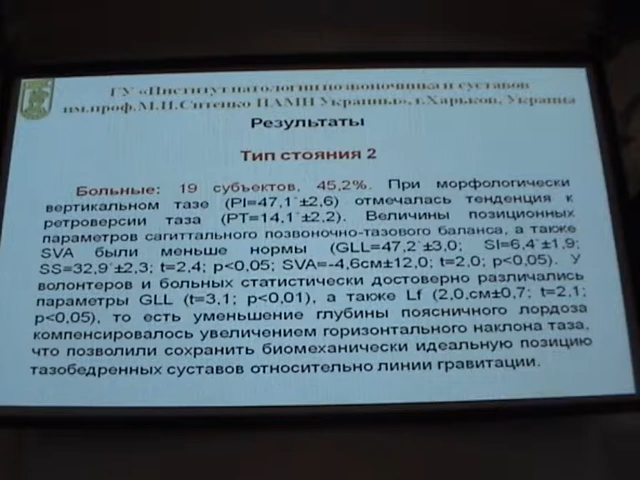 ГУ «Институт патологии позвоночника и суставов
им.проф.М.И.Ситенко НАМН Украины», г.Харьков, Украина
Результаты
Тип стояния 2
Больные: 19 субъектов, 45,2%. При морфологически
вертикальном тазе (PI=47,1˚±2,6) отмечалась тенденция к
ретроверсии таза (PT=14,1˚±2,2). Величины позиционных
параметров сагиттального позвоночно-тазового баланса, а также
SVA были меньше нормы (GLL=47,2˚±3,0; SI=6,4˚±1,9;
SS=32,9˚±2,3; t=2,4; p<0,05; SVA=-4,6см±12,0; t=2,0; p<0,05). У
волонтеров и больных статистически достоверно различались
параметры GLL (t=3,1; p<0,01), а также Lf (2,0,см±0,7; t=2,1;
p<0,05), то есть уменьшение глубины поясничного лордоза
компенсировалось увеличением горизонтального наклона таза,
что позволили сохранить биомеханически идеальную позицию
тазобедренных суставов относительно линии гравитации.